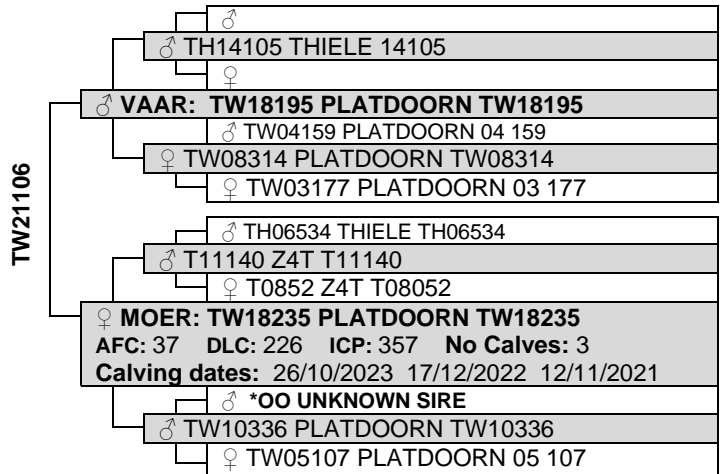 ♂
♂ TH14105 THIELE 14105
♀
♂ VAAR: TW18195 PLATDOORN TW18195
♂ TW04159 PLATDOORN 04 159
♀ TW08314 PLATDOORN TW08314
♀ TW03177 PLATDOORN 03 177
TW21106
♂ TH06534 THIELE TH06534
♂ T11140 Z4T T11140
♀ T0852 Z4T T08052
♀ MOER: TW18235 PLATDOORN TW18235
AFC: 37 DLC: 226 ICP: 357 No Calves: 3
Calving dates: 26/10/2023 17/12/2022 12/11/2021
♂ *OO UNKNOWN SIRE
♂ TW10336 PLATDOORN TW10336
♀ TW05107 PLATDOORN 05 107